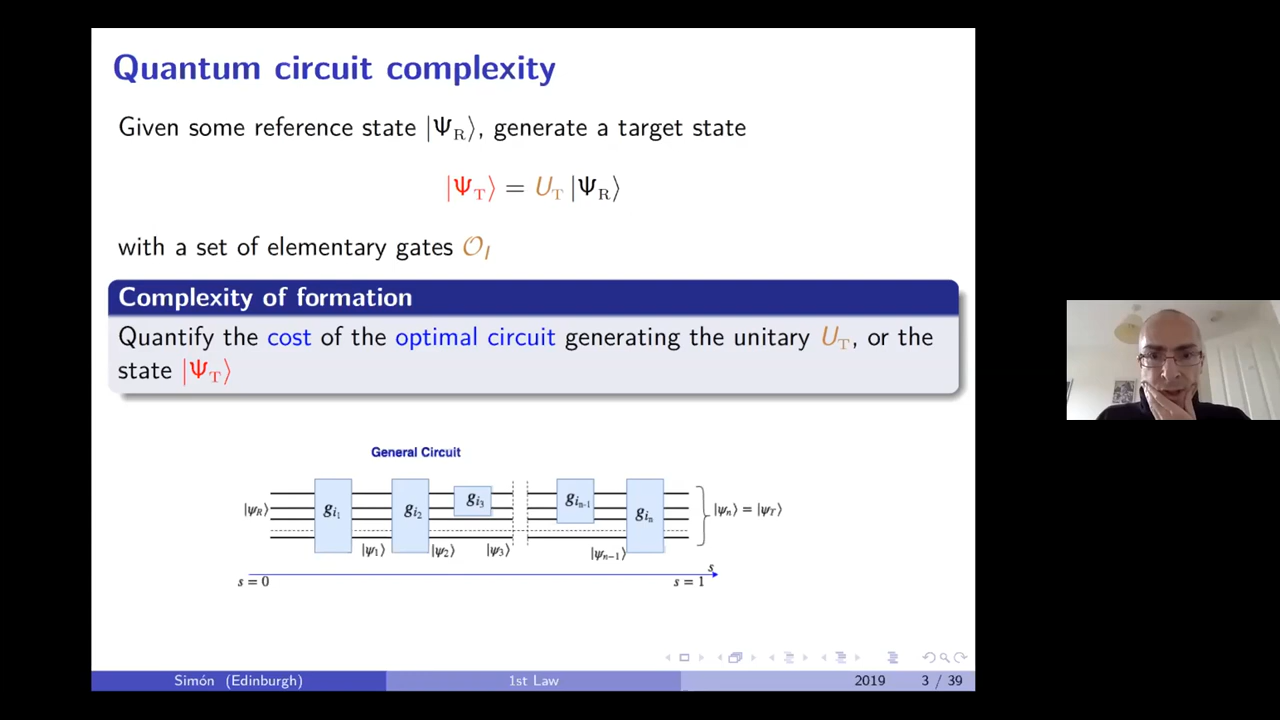 Quantum circuit complexity
Given some reference state |Ψ_R⟩, generate a target state
|Ψ_T⟩ = U_T |Ψ_R⟩
with a set of elementary gates 𝒪_I
Complexity of formation
Quantify the cost of the optimal circuit generating the unitary U_T, or the
state |Ψ_T⟩
General Circuit
|ψ_R⟩ g_{i_1} g_{i_2} g_{i_3} g_{i_{n-1}} g_{i_n} |ψ_n⟩ = |ψ_T⟩
|ψ_1⟩ |ψ_2⟩ |ψ_3⟩ |ψ_{n-1}⟩
s = 0 s = 1 s
Simón (Edinburgh) 1st Law 2019 3 / 39